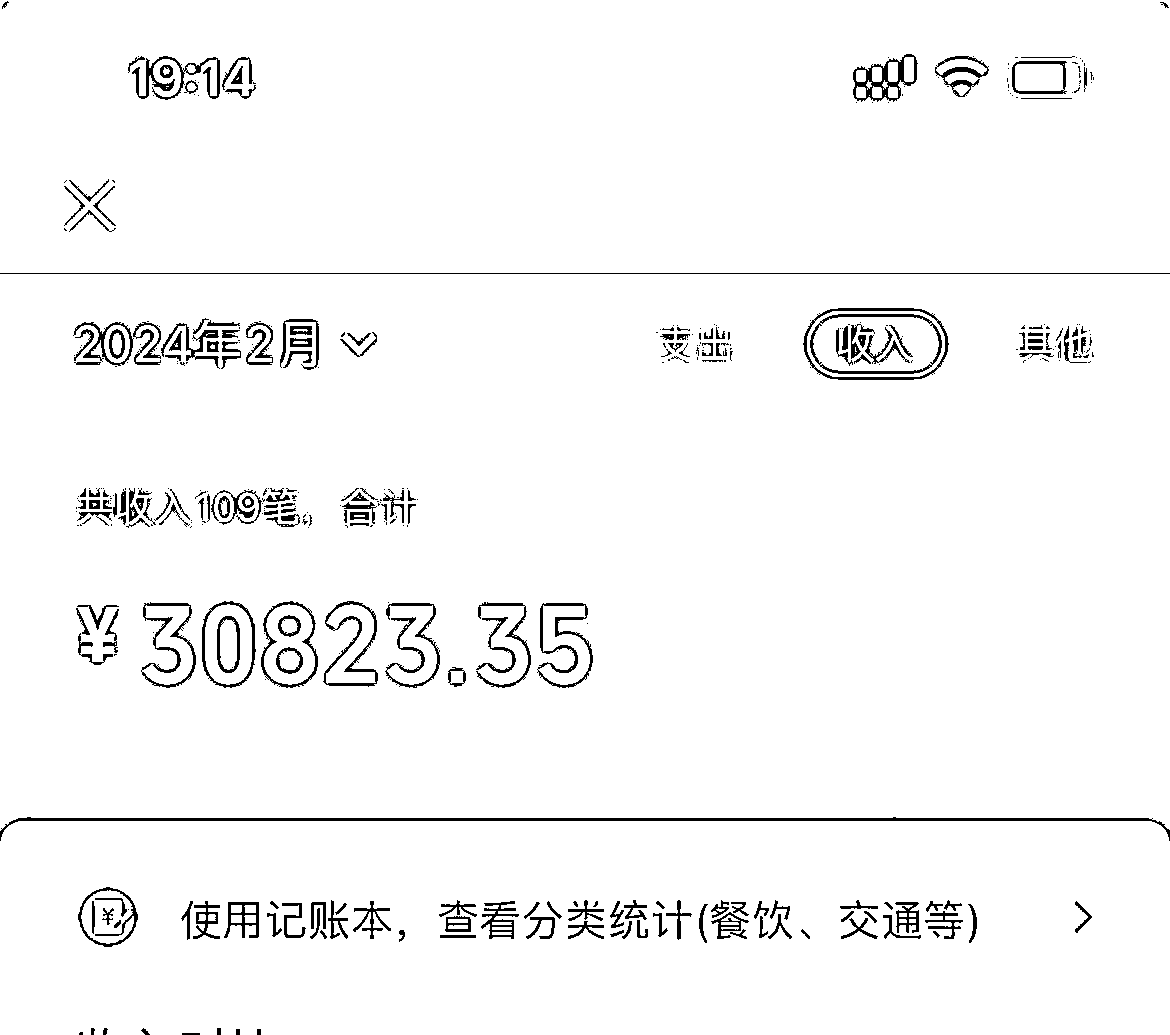 19:14
2024年2月 支出 收入 其他
共收入109笔，合计
¥30823.35
使用记账本，查看分类统计(餐饮、交通等)